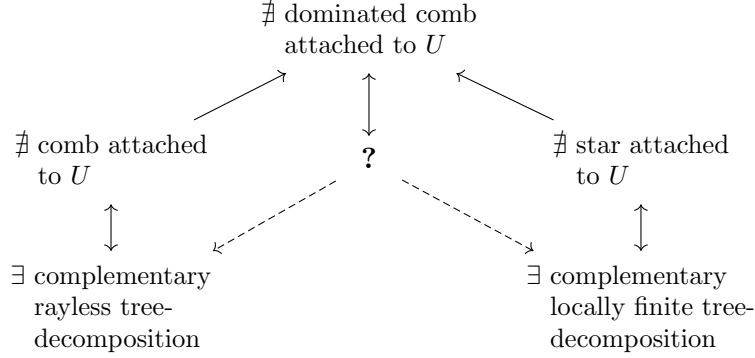 ∄ dominated comb
attached to U
∄ comb attached
to U
?
∄ star attached
to U
∃ complementary
rayless tree-
decomposition
∃ complementary
locally finite tree-
decomposition